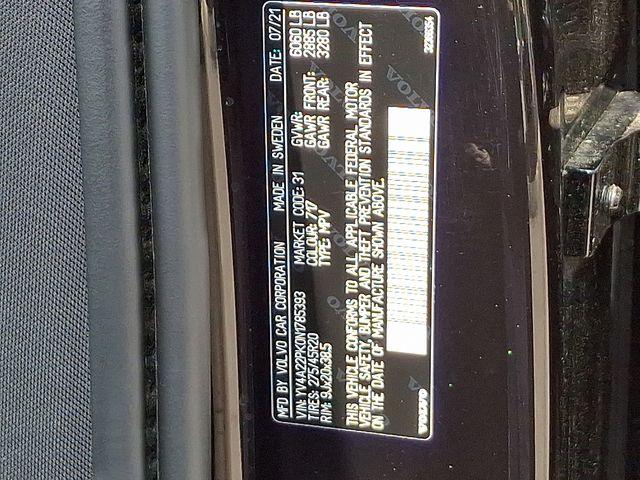 MFD BY VOLVO CAR CORPORATION MADE IN SWEDEN DATE: 07/21
VIN: YV4A22PK0N1785393 MARKET CODE: 31 GVWR: 6060 LB
TIRES: 275/45R20 COLOUR: 717 GAWR FRONT: 2885 LB
RIM: 9Jx20x38.5 TYPE: MPV GAWR REAR: 3280 LB
THIS VEHICLE CONFORMS TO ALL APPLICABLE FEDERAL MOTOR
VEHICLE SAFETY, BUMPER AND THEFT PREVENTION STANDARDS IN EFFECT
ON THE DATE OF MANUFACTURE SHOWN ABOVE.
VOLVO